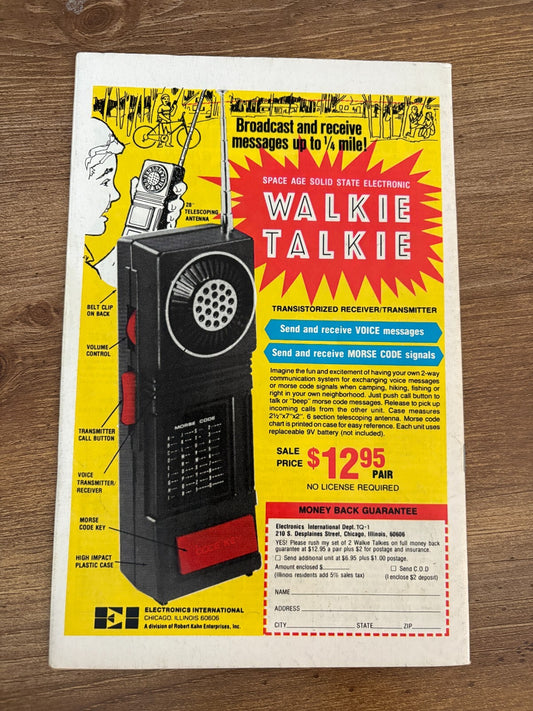 Broadcast and receive
messages up to 1/4 mile!
SPACE AGE SOLID STATE ELECTRONIC
WALKIE
TALKIE
28"
TELESCOPING
ANTENNA
BELT CLIP
ON BACK
VOLUME
CONTROL
TRANSMITTER
CALL BUTTON
VOICE
TRANSMITTER/
RECEIVER
MORSE
CODE KEY
HIGH IMPACT
PLASTIC CASE
MORSE CODE
TRANSISTORIZED RECEIVER/TRANSMITTER
Send and receive VOICE messages
Send and receive MORSE CODE signals
Imagine the fun and excitement of having your own 2-way
communication system for exchanging voice messages
or morse code signals when camping, hiking, fishing or
right in your own neighborhood. Just push call button to
talk or "beep" morse code messages. Release to pick up
incoming calls from the other unit. Case measures
2½"x7"x2". 6 section telescoping antenna. Morse code
chart is printed on case for easy reference. Each unit uses
replaceable 9V battery (not included).
SALE
PRICE $12.95
PAIR
NO LICENSE REQUIRED
MONEY BACK GUARANTEE
Electronics International Dept. TQ-1
210 S. Desplaines Street, Chicago, Illinois, 60606
YES! Please rush my set of 2 Walkie Talkies on full money back
guarantee at $12.95 a pair plus $2 for postage and insurance.
Send additional unit at $6.95 plus $1.00 postage.
Amount enclosed $ Send C.O.D
(Illinois residents add 5% sales tax) (I enclose $2 deposit)
NAME
ADDRESS
CITY STATE ZIP
EI ELECTRONICS INTERNATIONAL
CHICAGO, ILLINOIS 60606
A division of Robert Kahn Enterprises, Inc.